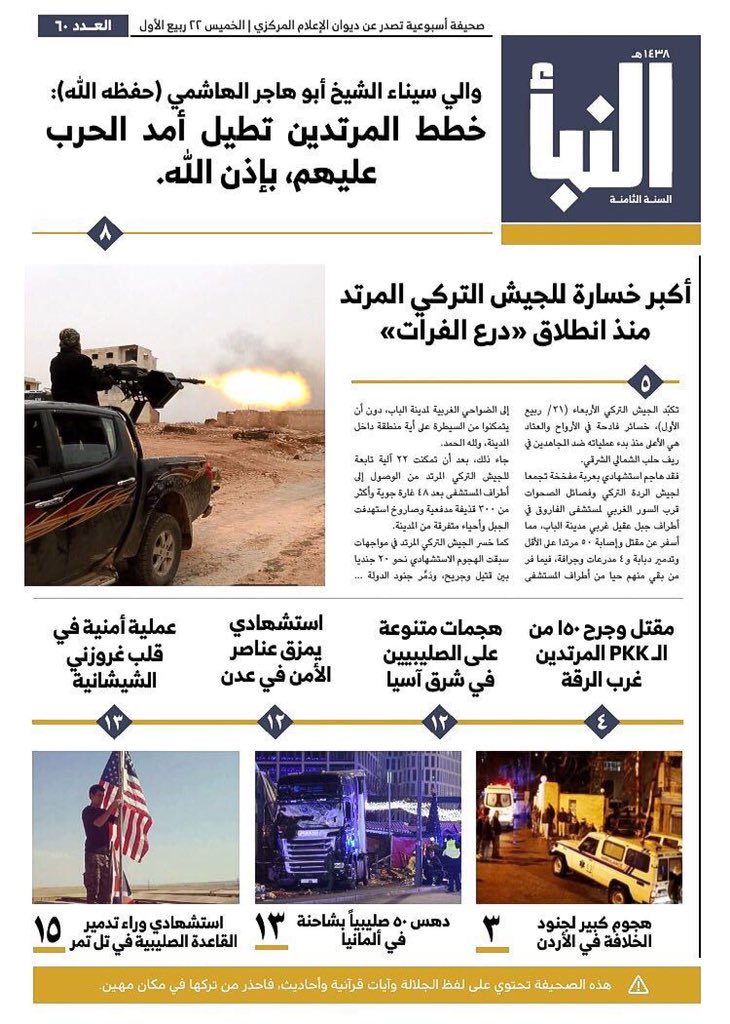 صحيفة أسبوعية تصدر عن ديوان الإعلام المركزي | الخميس ٢٢ ربيع الأول
العـــدد ٦٠
١٤٣٨هـ
النبأ
السنة الثامنة
والي سيناء الشيخ أبو هاجر الهاشمي (حفظه الله):
خطط المرتدين تطيل أمد الحرب
عليهم، بإذن الله.
٨
أكبر خسارة للجيش التركي المرتد
منذ انطلاق «درع الفرات»
٥
تكبّد الجيش التركي الأربعاء (٢١/ ربيع
الأول)، خسائر فادحة في الأرواح والعتاد
هي الأعلى منذ بدء عملياته ضد المجاهدين في
ريف حلب الشمالي الشرقي.
فقد هاجم استشهادي بعربة مفخخة تجمعا
لجيش الردة التركي وفصائل الصحوات
قرب السور الغربي لمستشفى الفاروق في
أطراف جبل عقيل غربي مدينة الباب، مما
أسفر عن مقتل وإصابة ٥٠ مرتدا على الأقل
وتدمير دبابة و٤ مدرعات وجرافة، فيما فر
من بقي منهم حيا من أطراف المستشفى
إلى الضواحي الغربية لمدينة الباب، دون أن
يتمكنوا من السيطرة على أية منطقة داخل
المدينة، ولله الحمد.
جاء ذلك، بعد أن تمكنت ٢٢ آلية تابعة
للجيش التركي المرتد من الوصول إلى
أطراف المستشفى بعد ٤٨ غارة جوية وأكثر
من ٣٠٠ قذيفة مدفعية وصاروخ استهدفت
الجبل وأحياء متفرقة من المدينة.
كما خسر الجيش التركي المرتد في مواجهات
سبقت الهجوم الاستشهادي نحو ٢٠ جنديا
بين قتيل وجريح، ودمّر جنود الدولة ...
مقتل وجرح ١٥٠ من
الـ PKK المرتدين
غرب الرقة
٤
هجمات متنوعة
على الصليبيين
في شرق آسيا
١٢
استشهادي
يمزق عناصر
الأمن في عدن
١٢
عملية أمنية في
قلب غروزني
الشيشانية
١٣
هجوم كبير لجنود
الخلافة في الأردن
٣
دهس ٥٠ صليبياً بشاحنة
في ألمانيا
١٣
استشهادي وراء تدمير
القاعدة الصليبية في تل تمر
١٥
هذه الصحيفة تحتوي على لفظ الجلالة وآيات قرآنية وأحاديث، فاحذر من تركها في مكان مهين.